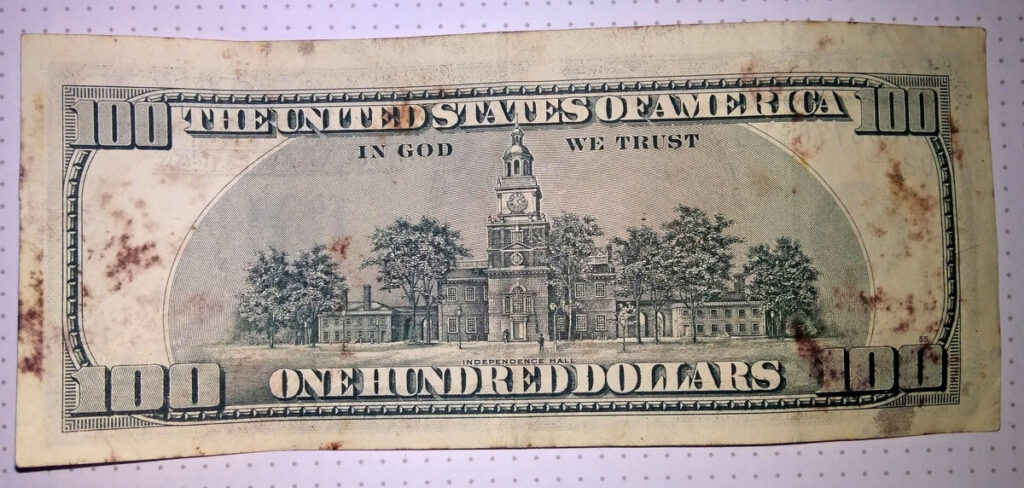 100 THE UNITED STATES OF AMERICA 100
IN GOD WE TRUST
INDEPENDENCE HALL
100 ONE HUNDRED DOLLARS 100